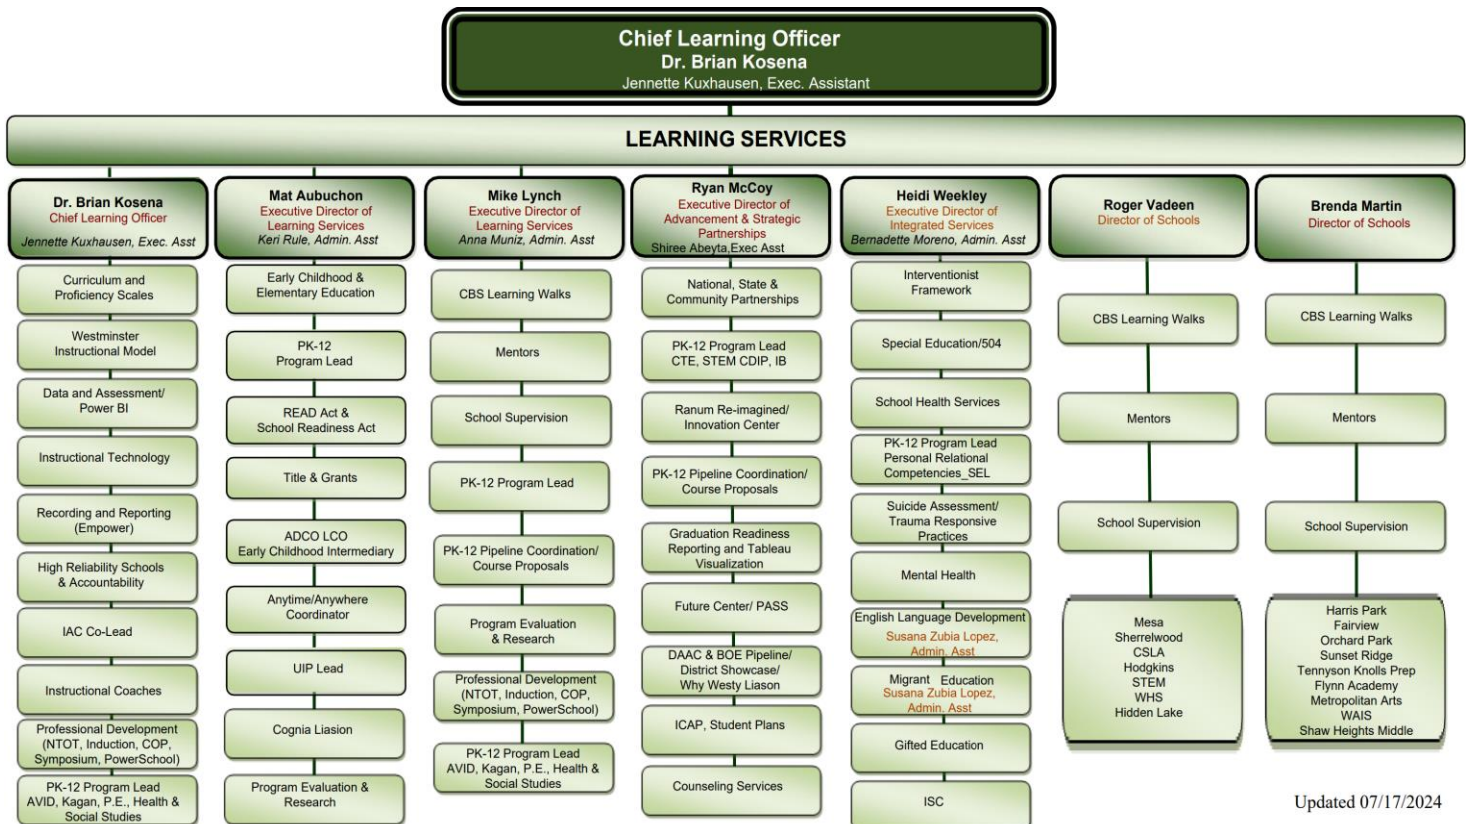 Chief Learning Officer
Dr. Brian Kosena
Jennette Kuxhausen, Exec. Assistant
LEARNING SERVICES
Dr. Brian Kosena
Chief Learning Officer
Jennette Kuxhausen, Exec. Asst
Curriculum and
Proficiency Scales
Westminster
Instructional Model
Data and Assessment/
Power BI
Instructional Technology
Recording and Reporting
(Empower)
High Reliability Schools
& Accountability
IAC Co-Lead
Instructional Coaches
Professional Development
(NTOT, Induction, COP,
Symposium, PowerSchool)
PK-12 Program Lead
AVID, Kagan, P.E., Health &
Social Studies
Mat Aubuchon
Executive Director of
Learning Services
Keri Rule, Admin. Asst
Early Childhood &
Elementary Education
PK-12
Program Lead
READ Act &
School Readiness Act
Title & Grants
ADCO LCO
Early Childhood Intermediary
Anytime/Anywhere
Coordinator
UIP Lead
Cognia Liasion
Program Evaluation &
Research
Mike Lynch
Executive Director of
Learning Services
Anna Muniz, Admin. Asst
CBS Learning Walks
Mentors
School Supervision
PK-12 Program Lead
PK-12 Pipeline Coordination/
Course Proposals
Program Evaluation
& Research
Professional Development
(NTOT, Induction, COP,
Symposium, PowerSchool)
PK-12 Program Lead
AVID, Kagan, P.E., Health &
Social Studies
Ryan McCoy
Executive Director of
Advancement & Strategic
Partnerships
Shiree Abeyta,Exec Asst
National, State &
Community Partnerships
PK-12 Program Lead
CTE, STEM CDIP, IB
Ranum Re-imagined/
Innovation Center
PK-12 Pipeline Coordination/
Course Proposals
Graduation Readiness
Reporting and Tableau
Visualization
Future Center/ PASS
DAAC & BOE Pipeline/
District Showcase/
Why Westy Liason
ICAP, Student Plans
Counseling Services
Heidi Weekley
Executive Director of
Integrated Services
Bernadette Moreno, Admin. Asst
Interventionist
Framework
Special Education/504
School Health Services
PK-12 Program Lead
Personal Relational
Competencies_SEL
Suicide Assessment/
Trauma Responsive
Practices
Mental Health
English Language Development
Susana Zubia Lopez,
Admin. Asst
Migrant Education
Susana Zubia Lopez,
Admin. Asst
Gifted Education
ISC
Roger Vadeen
Director of Schools
CBS Learning Walks
Mentors
School Supervision
Mesa
Sherrelwood
CSLA
Hodgkins
STEM
WHS
Hidden Lake
Brenda Martin
Director of Schools
CBS Learning Walks
Mentors
School Supervision
Harris Park
Fairview
Orchard Park
Sunset Ridge
Tennyson Knolls Prep
Flynn Academy
Metropolitan Arts
WAIS
Shaw Heights Middle
Updated 07/17/2024